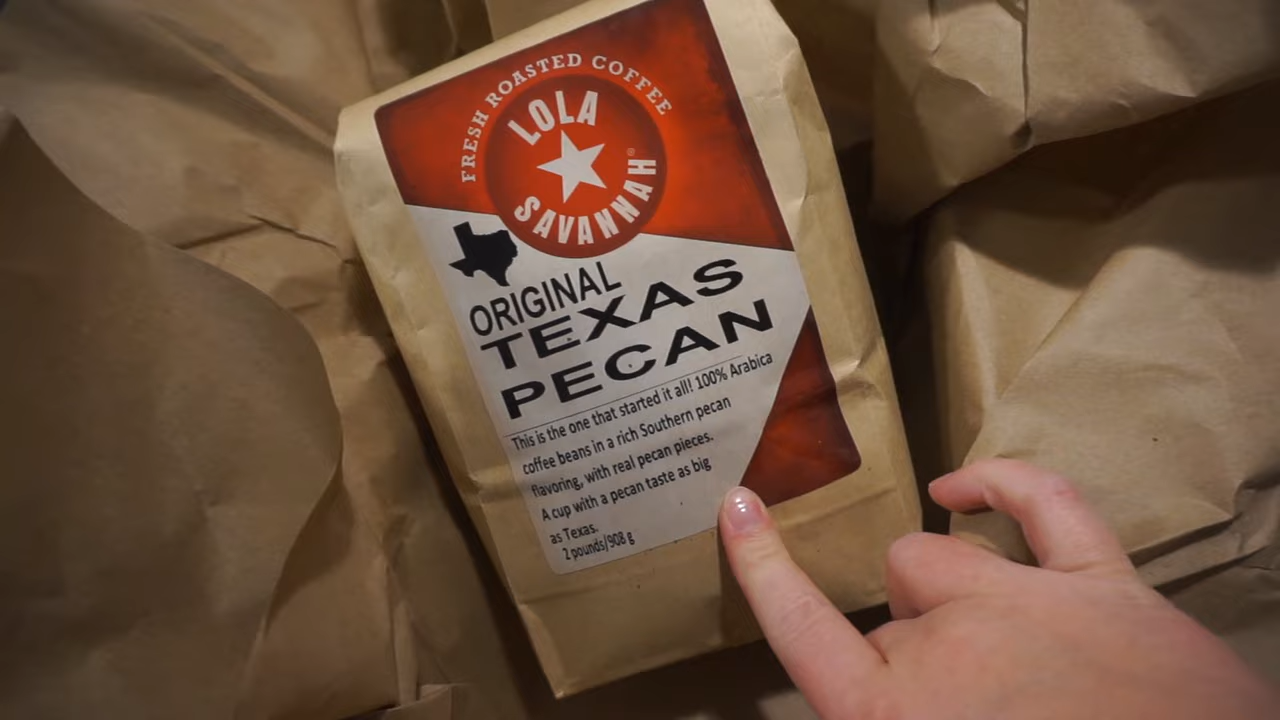 FRESH ROASTED COFFEE
LOLA
SAVANNAH®
ORIGINAL
TEXAS
PECAN
This is the one that started it all! 100% Arabica
coffee beans in a rich Southern pecan
flavoring, with real pecan pieces.
A cup with a pecan taste as big
as Texas.
2 pounds/908 g